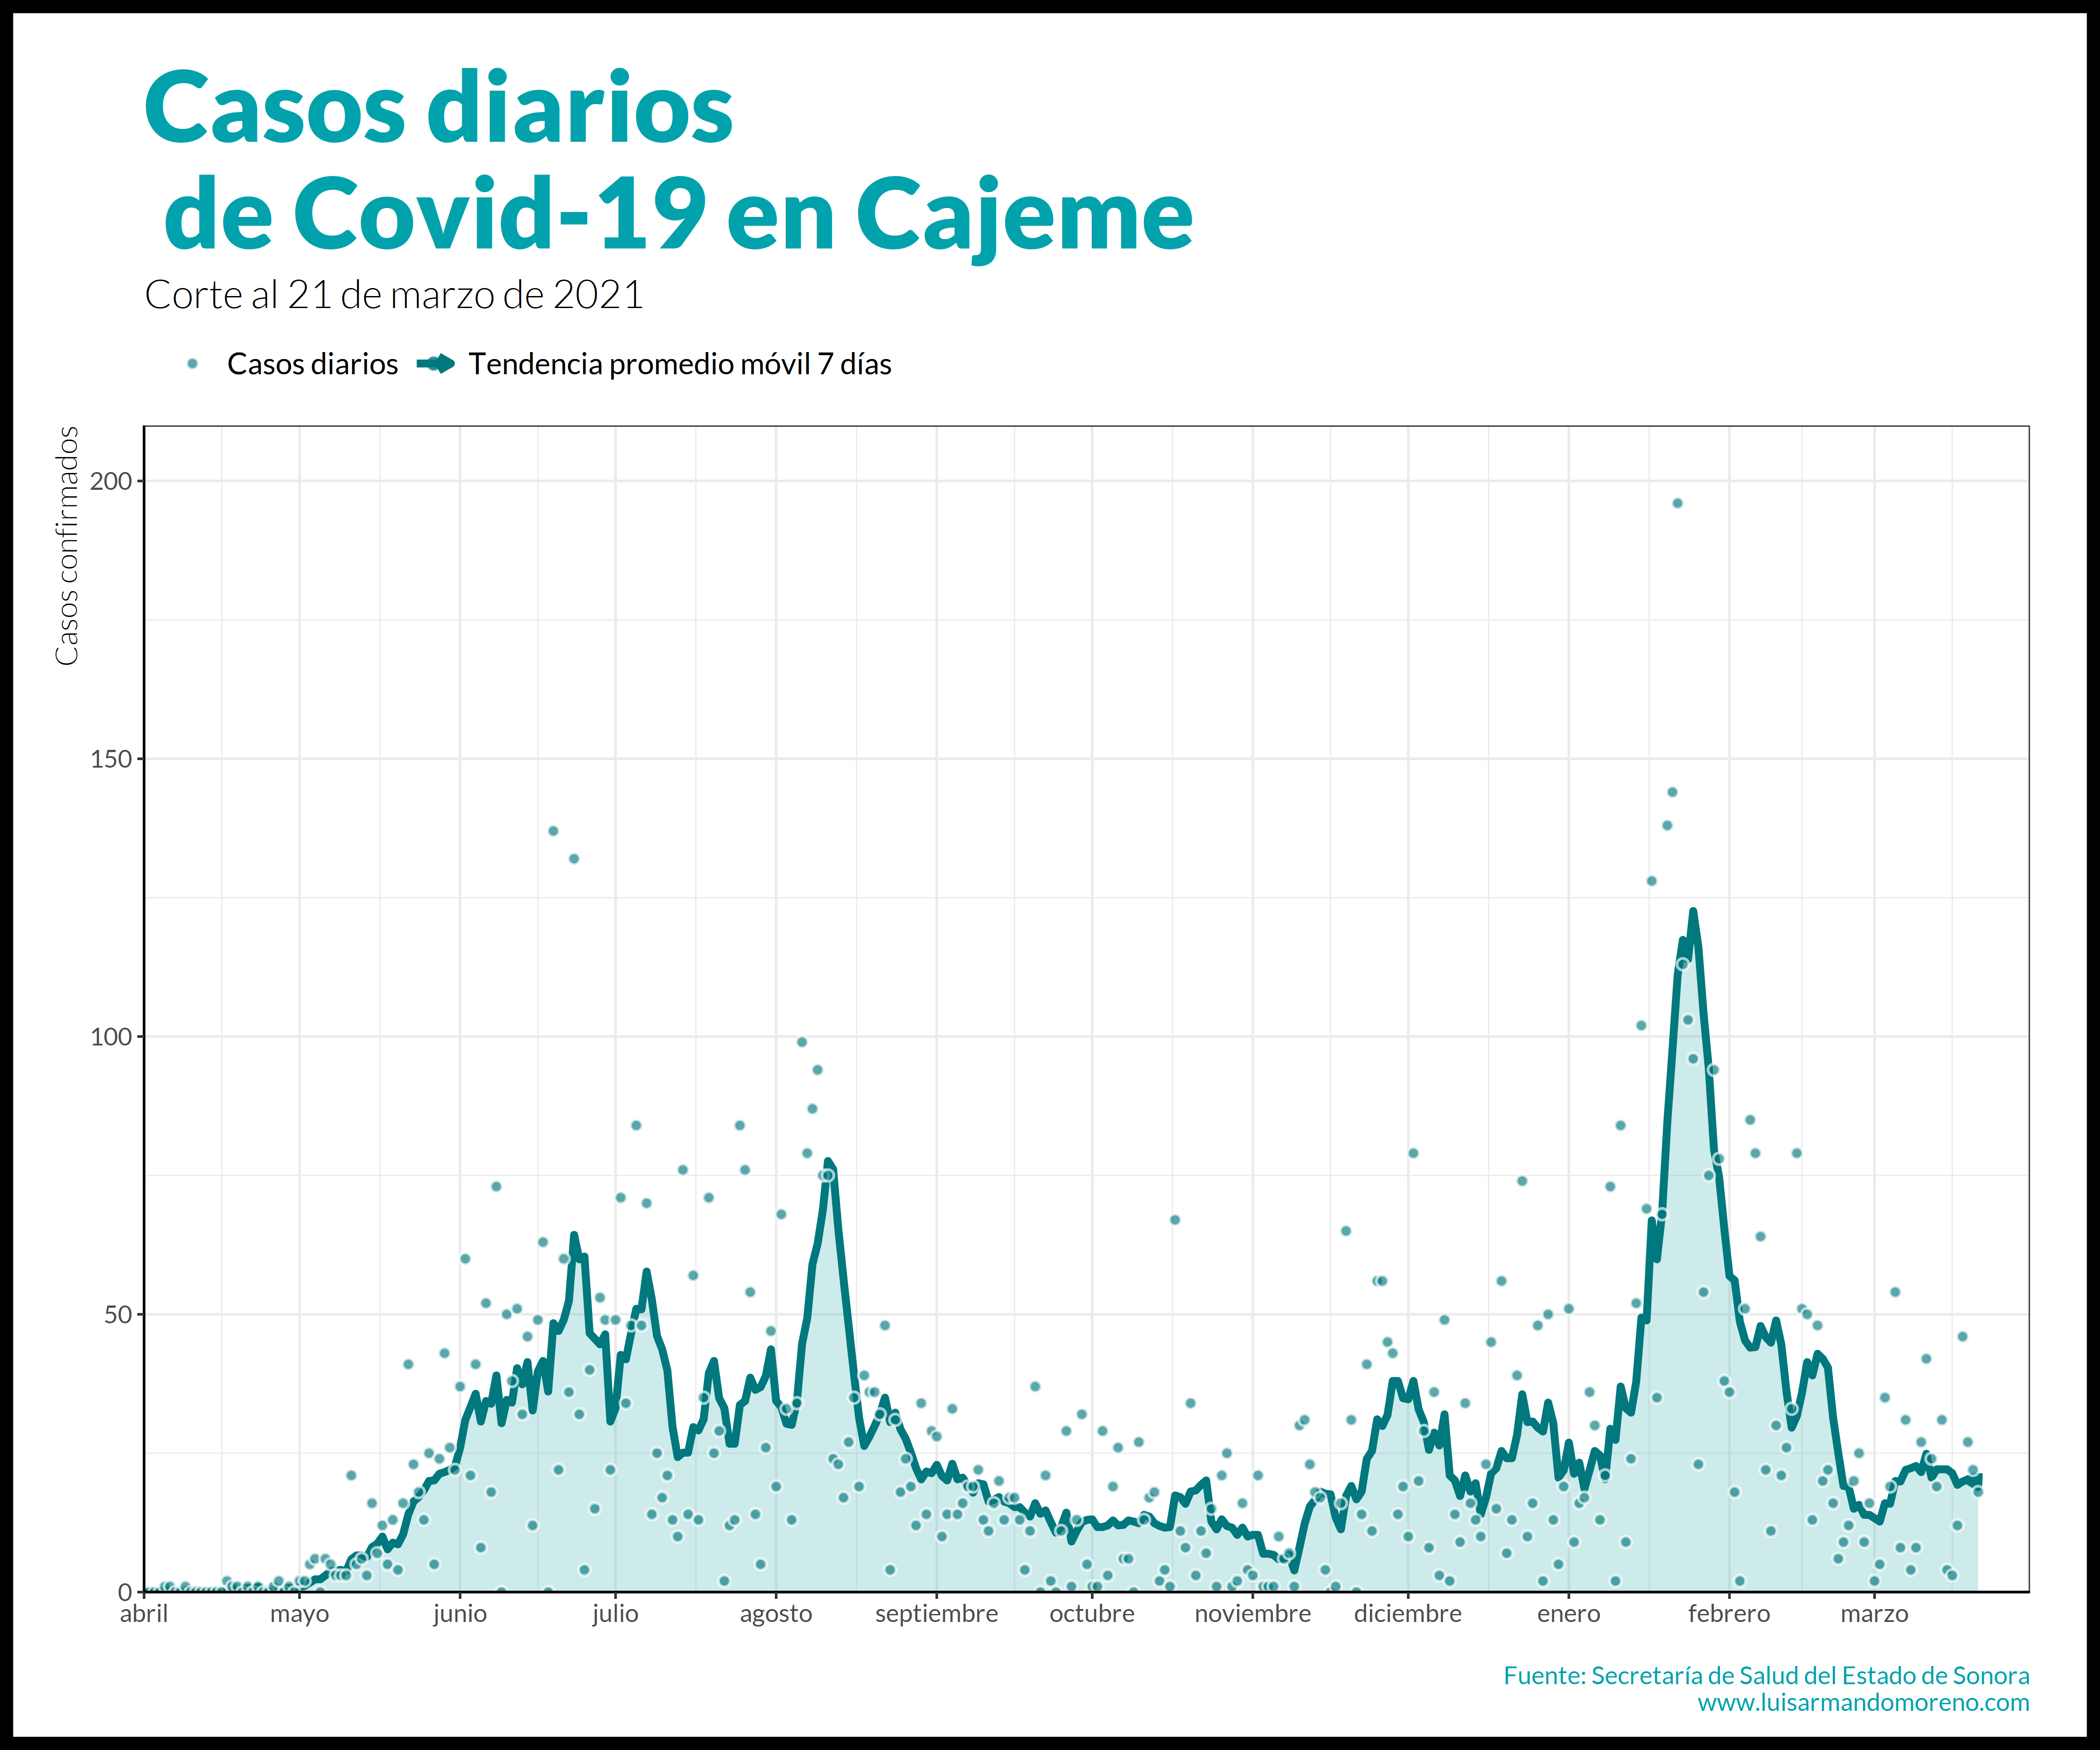 Casos diarios
de Covid-19 en Cajeme
Corte al 21 de marzo de 2021
Casos diarios Tendencia promedio móvil 7 días
Casos confirmados
200
150
100
50
0
abril mayo junio julio agosto septiembre octubre noviembre diciembre enero febrero marzo
Fuente: Secretaría de Salud del Estado de Sonora
www.luisarmandomoreno.com